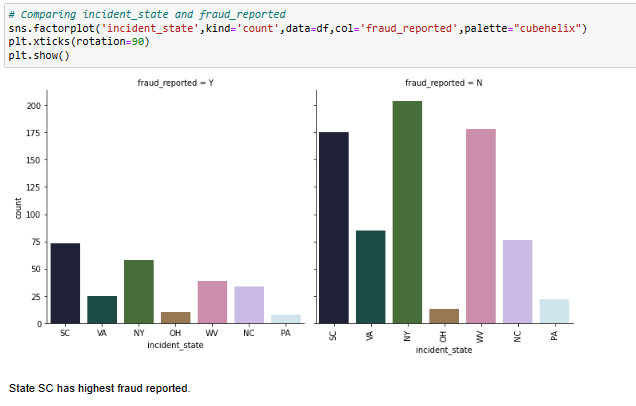 # Comparing incident_state and fraud_reported
sns.factorplot('incident_state',kind='count',data=df,col='fraud_reported',palette="cubehelix")
plt.xticks(rotation=90)
plt.show()
fraud_reported = Y
fraud_reported = N
200
175
150
125
100
75
50
25
0
count
SC VA NY OH WV NC PA
incident_state
SC VA NY OH WV NC PA
incident_state
State SC has highest fraud reported.